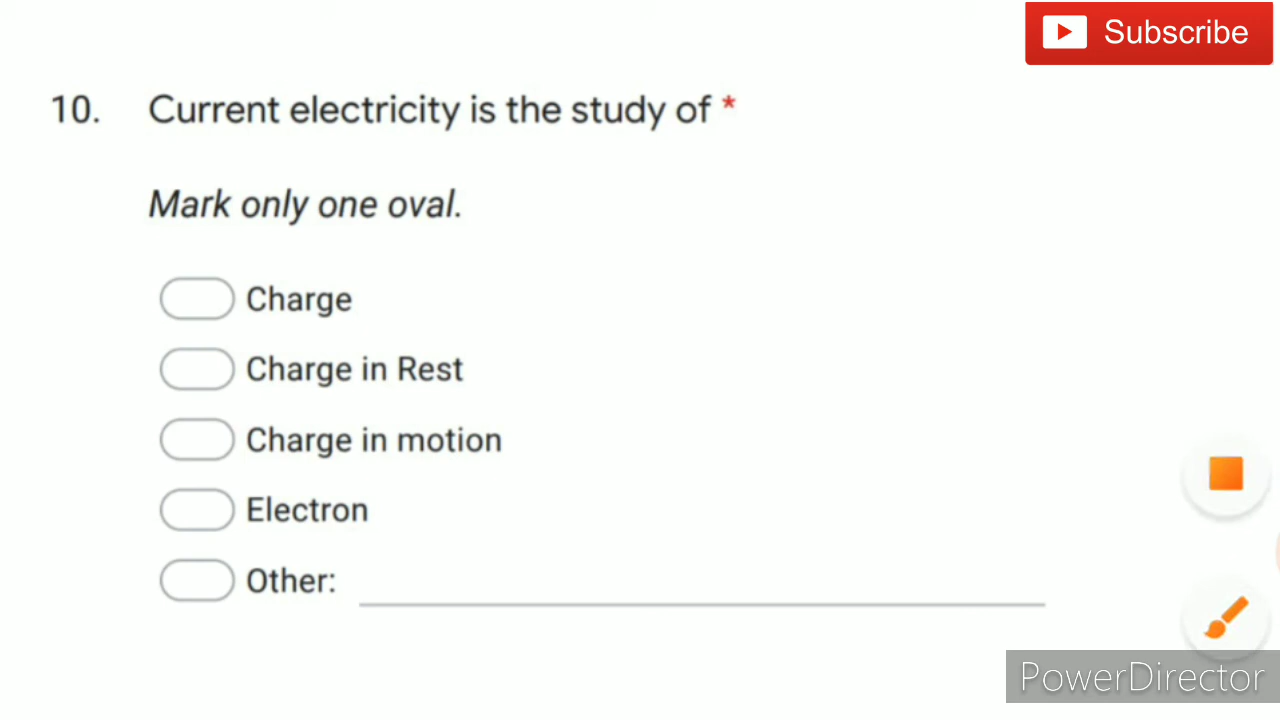 Subscribe
10. Current electricity is the study of *
Mark only one oval.
Charge
Charge in Rest
Charge in motion
Electron
Other:
PowerDirector